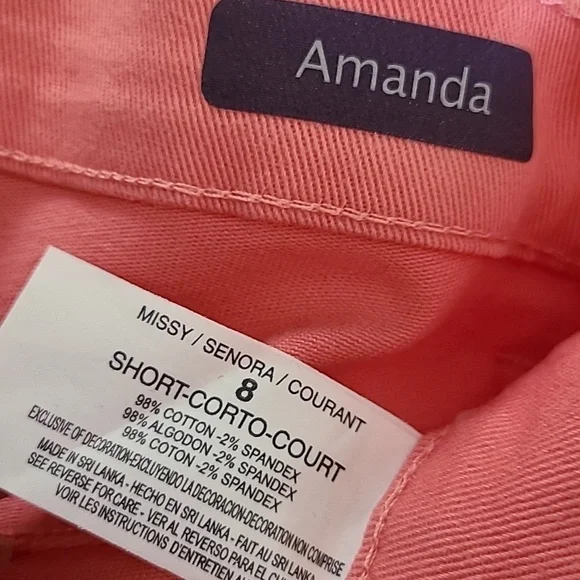 Amanda
MISSY / SENORA / COURANT
8
SHORT-CORTO-COURT
98% COTTON -2% SPANDEX
98% ALGODON -2% SPANDEX
98% COTON -2% SPANDEX
EXCLUSIVE OF DECORATION-EXCLUYENDO LA DECORACION-DECORATION NON COMPRISE
MADE IN SRI LANKA - HECHO EN SRI LANKA - FAIT AU SRI LANKA
SEE REVERSE FOR CARE - VER AL REVERSO PARA EL
VOIR LES INSTRUCTIONS D'ENTRETIEN AU